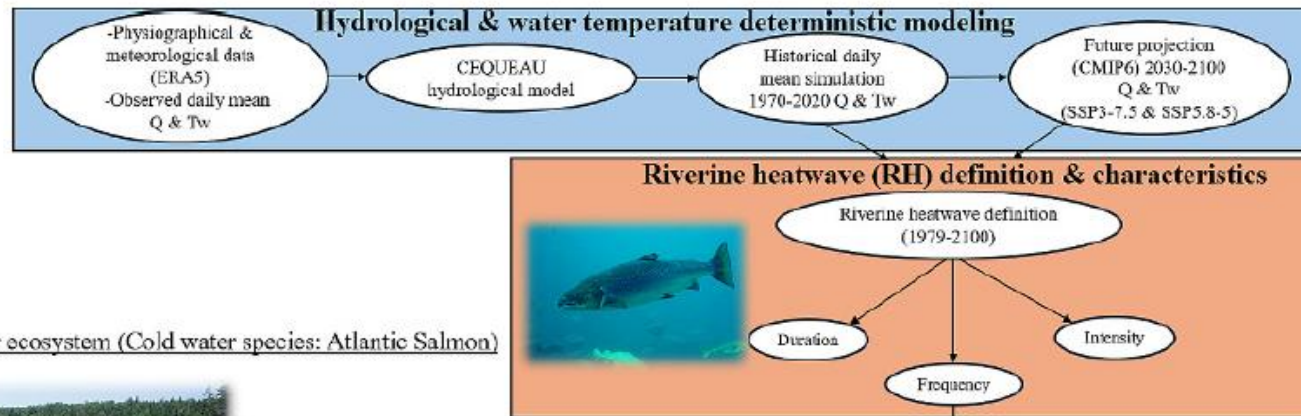 Hydrological & water temperature deterministic modeling
-Physiographical &
meteorological data
(ERA5)
-Observed daily mean
Q & Tw
CEQUEAU
hydrological model
Historical daily
mean simulation
1970-2020 Q & Tw
Future projection
(CMIP6) 2030-2100
Q & Tw
(SSP3-7.5 & SSP5.8-5)
Riverine heatwave (RH) definition & characteristics
Riverine heatwave definition
(1979-2100)
Duration
Intensity
Frequency
ecosystem (Cold water species: Atlantic Salmon)